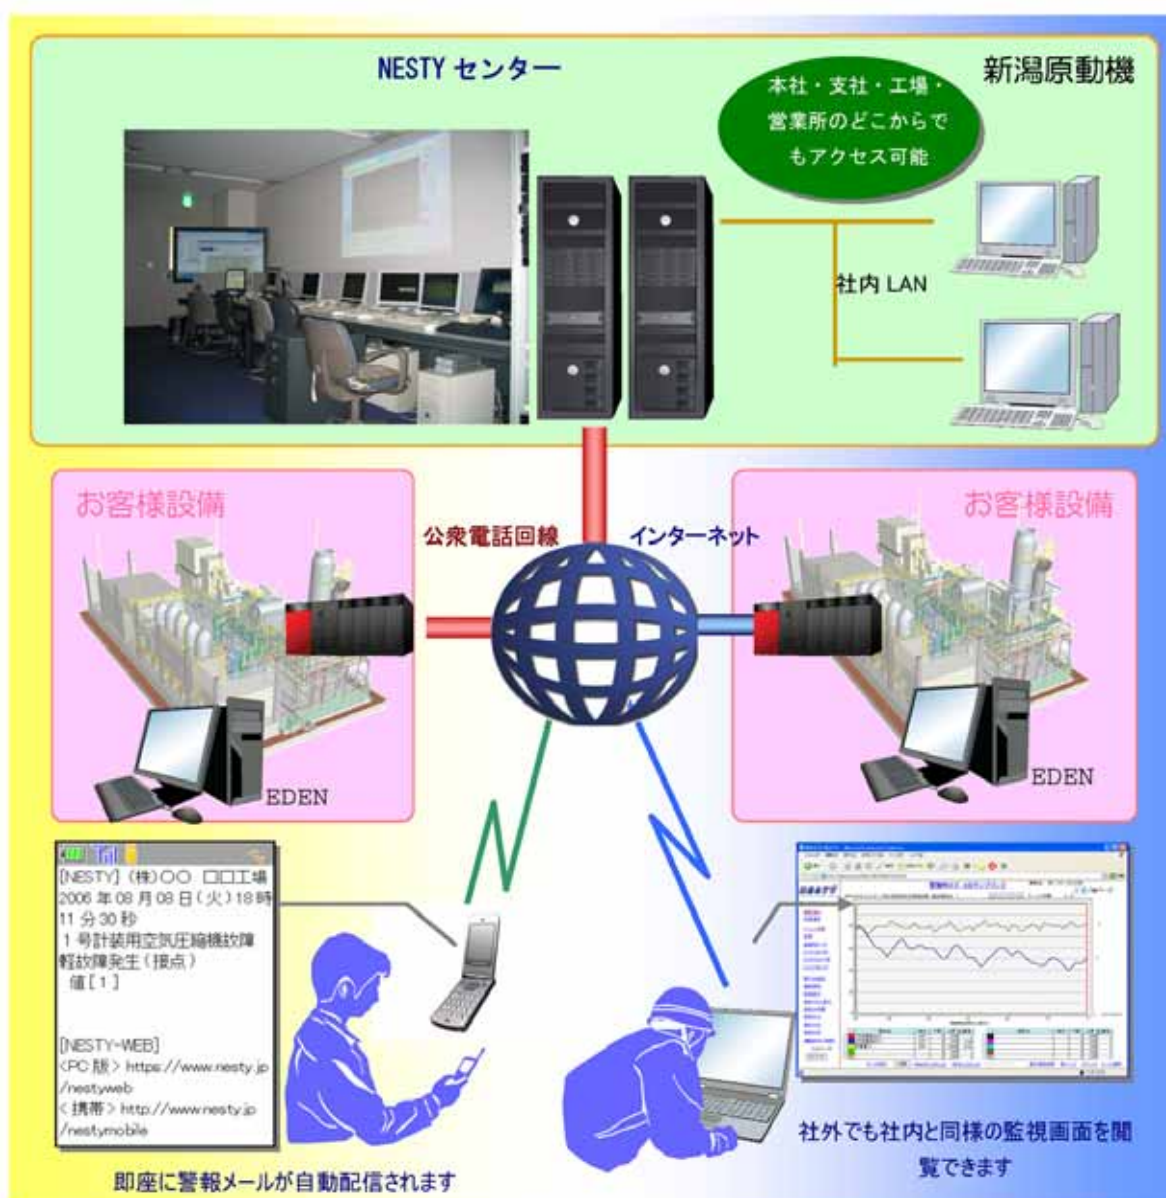 NESTY センター
新潟原動機
本社・支社・工場・
営業所のどこからで
もアクセス可能
社内 LAN
お客様設備
お客様設備
公衆電話回線
インターネット
EDEN
EDEN
[NESTY] (株)〇〇 □□工場
2006 年 08 月 08 日(火)18 時
11 分 30 秒
1 号計装用空気圧縮機故障
軽故障発生(接点)
値[1]
[NESTY-WEB]
<PC 版> https://www.nesty.jp
/nestyweb
<携帯> http://www.nesty.jp
/nestymobile
即座に警報メールが自動配信されます
社外でも社内と同様の監視画面を閲
覧できます